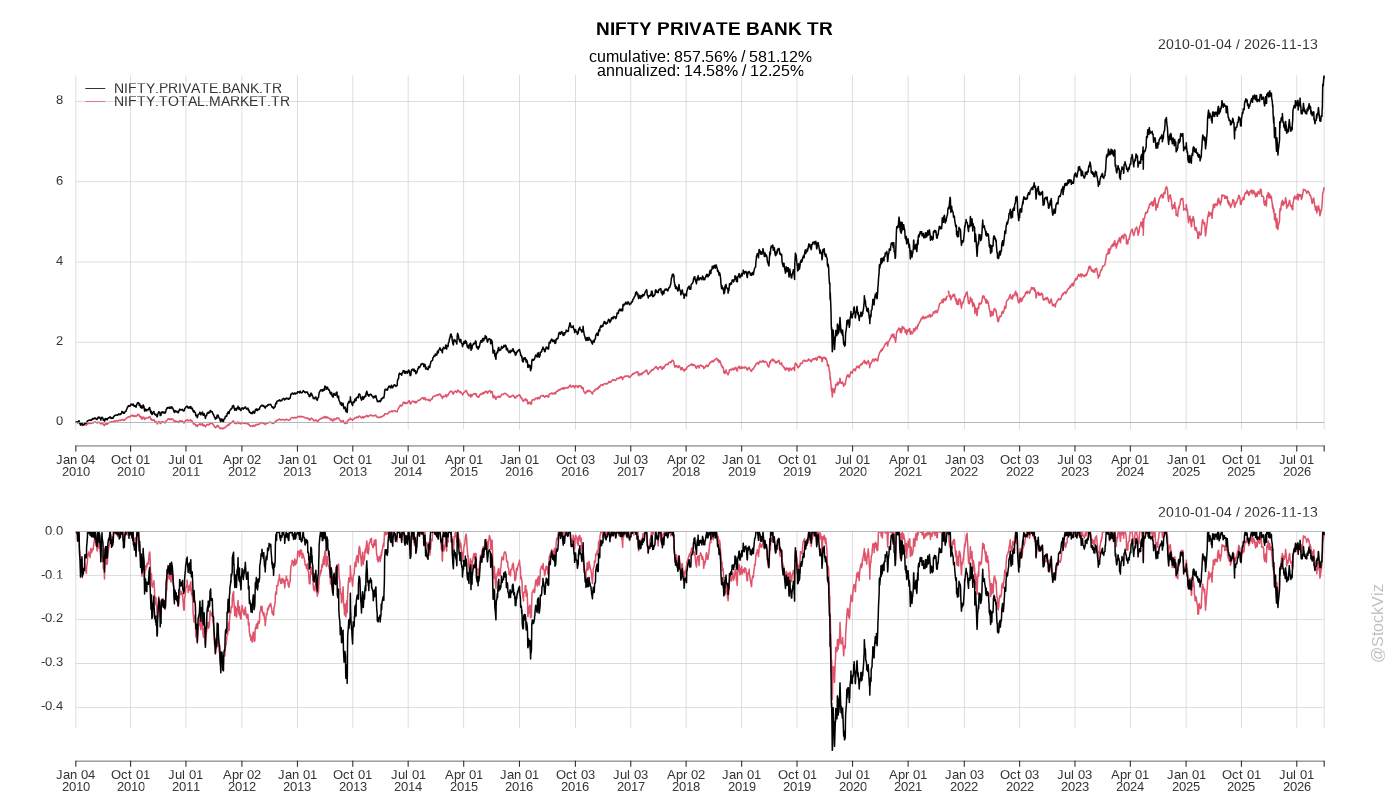 NIFTY PRIVATE BANK TR
2010-01-04 / 2026-11-13
cumulative: 857.56% / 581.12%
annualized: 14.58% / 12.25%
NIFTY.PRIVATE.BANK.TR
NIFTY.TOTAL.MARKET.TR
8
6
4
2
0
Jan 04 Oct 01 Jul 01 Apr 02 Jan 01 Oct 01 Jul 01 Apr 01 Jan 01 Oct 03 Jul 03 Apr 02 Jan 01 Oct 01 Jul 01 Apr 01 Jan 03 Oct 03 Jul 03 Apr 01 Jan 01 Oct 01 Jul 01
2010 2010 2011 2012 2013 2013 2014 2015 2016 2016 2017 2018 2019 2019 2020 2021 2022 2022 2023 2024 2025 2025 2026
2010-01-04 / 2026-11-13
0.0
-0.1
-0.2
-0.3
-0.4
Jan 04 Oct 01 Jul 01 Apr 02 Jan 01 Oct 01 Jul 01 Apr 01 Jan 01 Oct 03 Jul 03 Apr 02 Jan 01 Oct 01 Jul 01 Apr 01 Jan 03 Oct 03 Jul 03 Apr 01 Jan 01 Oct 01 Jul 01
2010 2010 2011 2012 2013 2013 2014 2015 2016 2016 2017 2018 2019 2019 2020 2021 2022 2022 2023 2024 2025 2025 2026
@StockViz